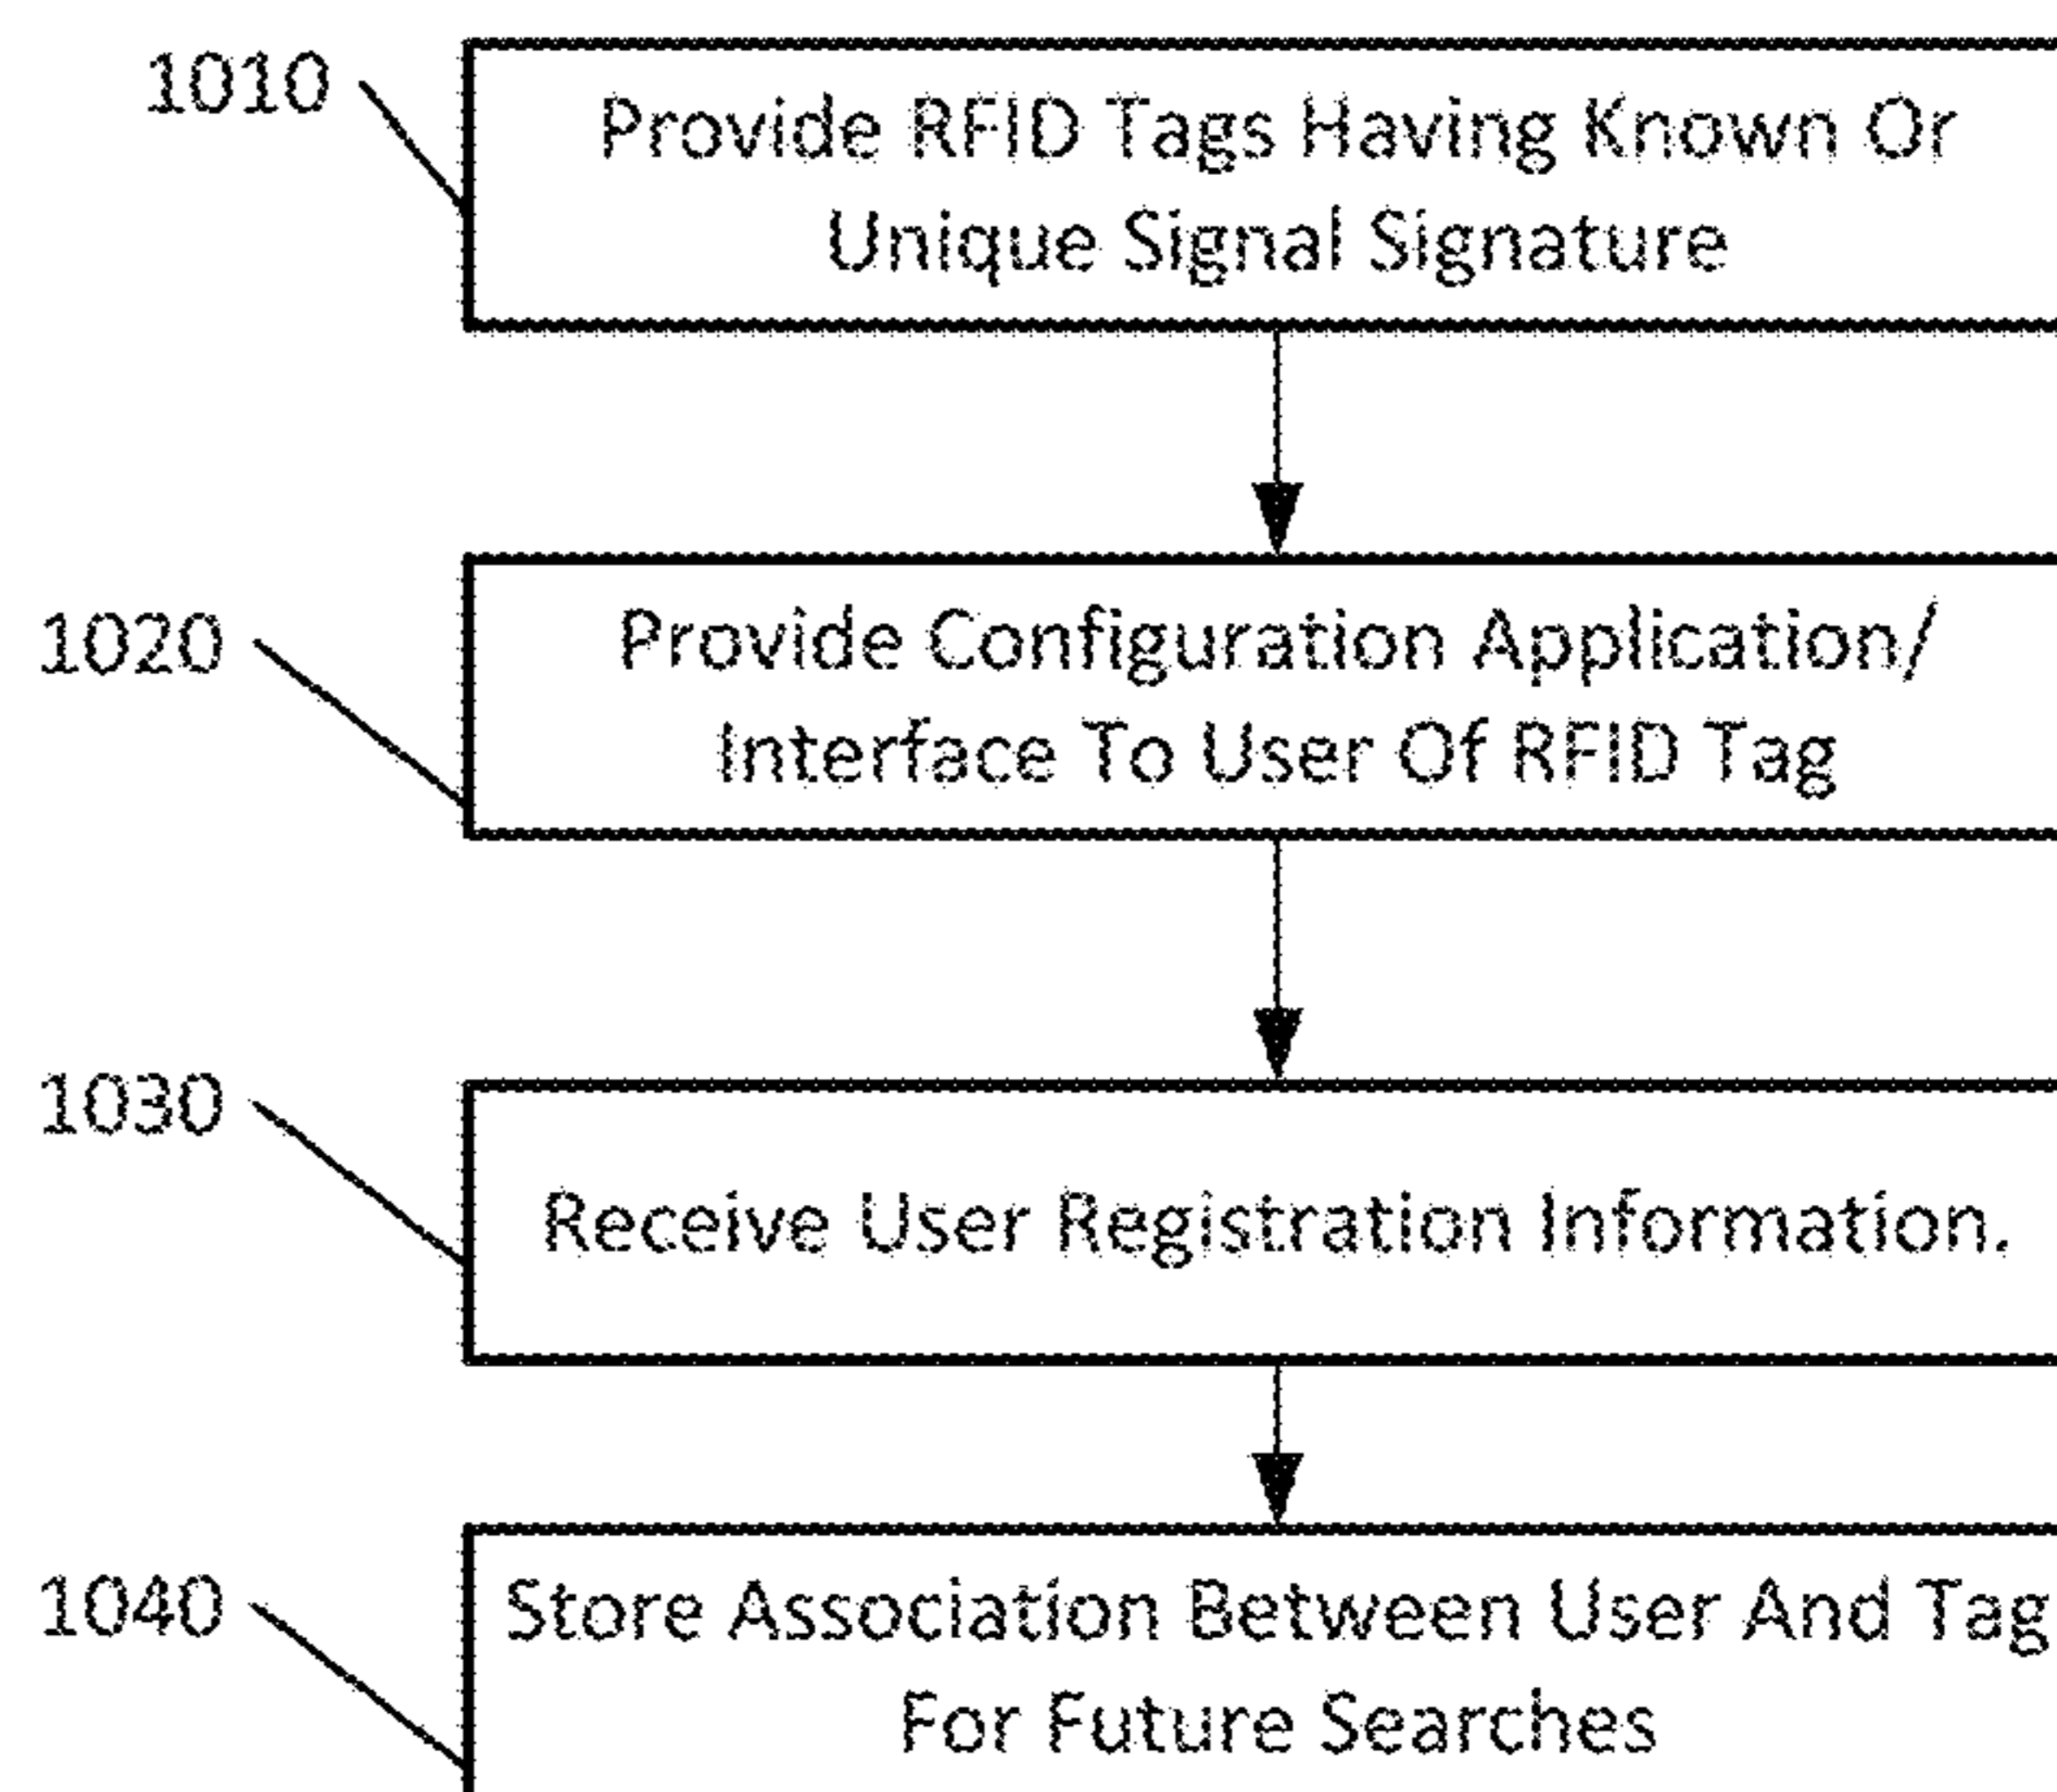 1010
Provide RFID Tags Having Known Or
Unique Signal Signature
1020
Provide Configuration Application/
Interface To User Of RFID Tag
1030
Receive User Registration Information.
1040
Store Association Between User And Tag
For Future Searches